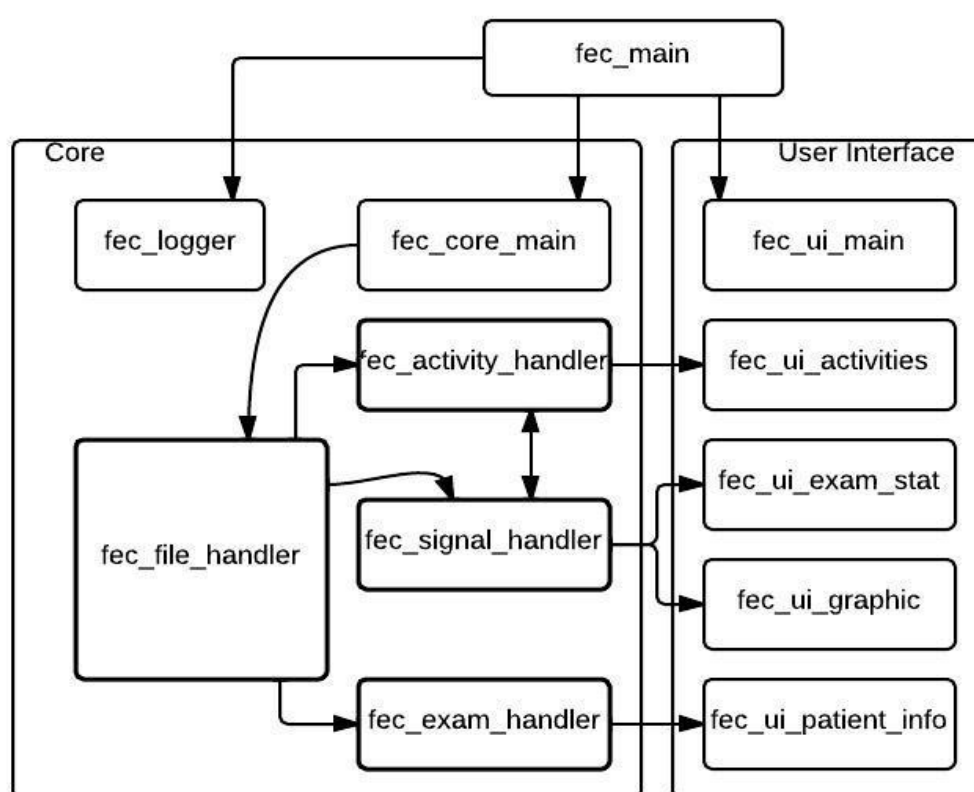 fec_main
Core
User Interface
fec_logger
fec_core_main
fec_ui_main
fec_activity_handler
fec_ui_activities
fec_ui_exam_stat
fec_file_handler
fec_signal_handler
fec_ui_graphic
fec_exam_handler
fec_ui_patient_info